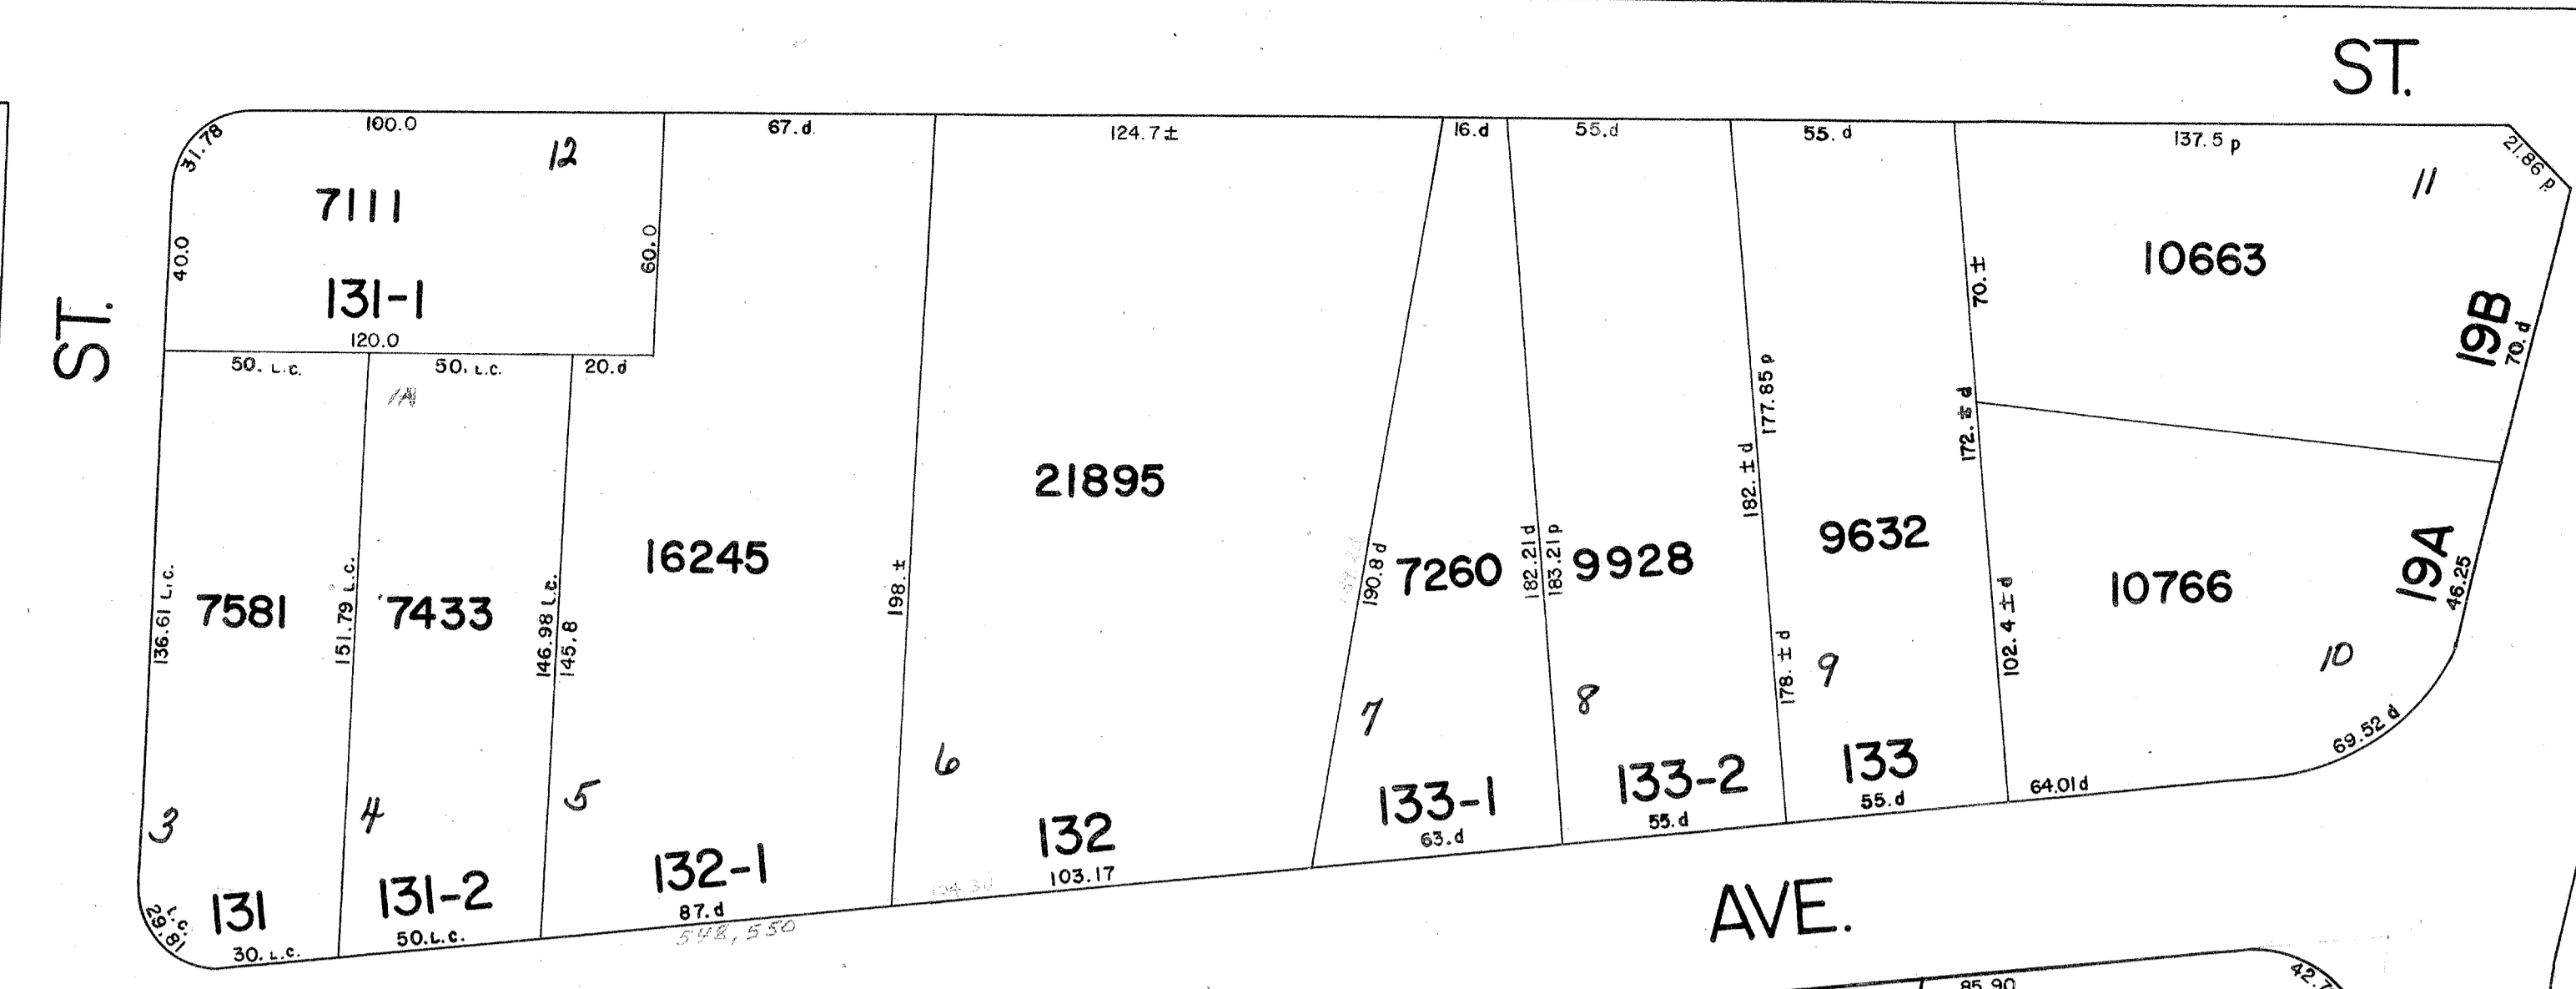 ST.
ST.
31.78
100.0
67.d.
124.7±
16.d
55.d
55. d
137.5 p
21.86 p.
12
7111
40.0
60.0
131-1
120.0
11
10663
70.±
19B
70. d
50. L.C.
50. L.C.
20.d
1A
177.85 p
182. ± d
172. ± d
21895
16245
198. ±
190.8 d
7260
182.21 d
183.21 p
9928
9632
10766
19A
46.25
136.61 L.C.
7581
151.79 L.C.
7433
146.98 L.C.
145.8
178. ± d
102.4 ± d
10
3
4
5
6
7
8
9
69.52 d
131
131-2
132-1
132
133-1
133-2
133
29.81
L.C.
30. L.C.
50.L.C.
87.d
103.17
63.d
55.d
55.d
64.01d
548,550
AVE.
85.90